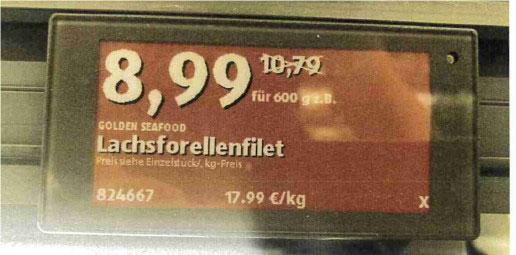 8,99 10,79
für 600 g z.B.
GOLDEN SEAFOOD
Lachsforellenfilet
Preis siehe Einzelstück/, kg-Preis
824667 17.99 €/kg X